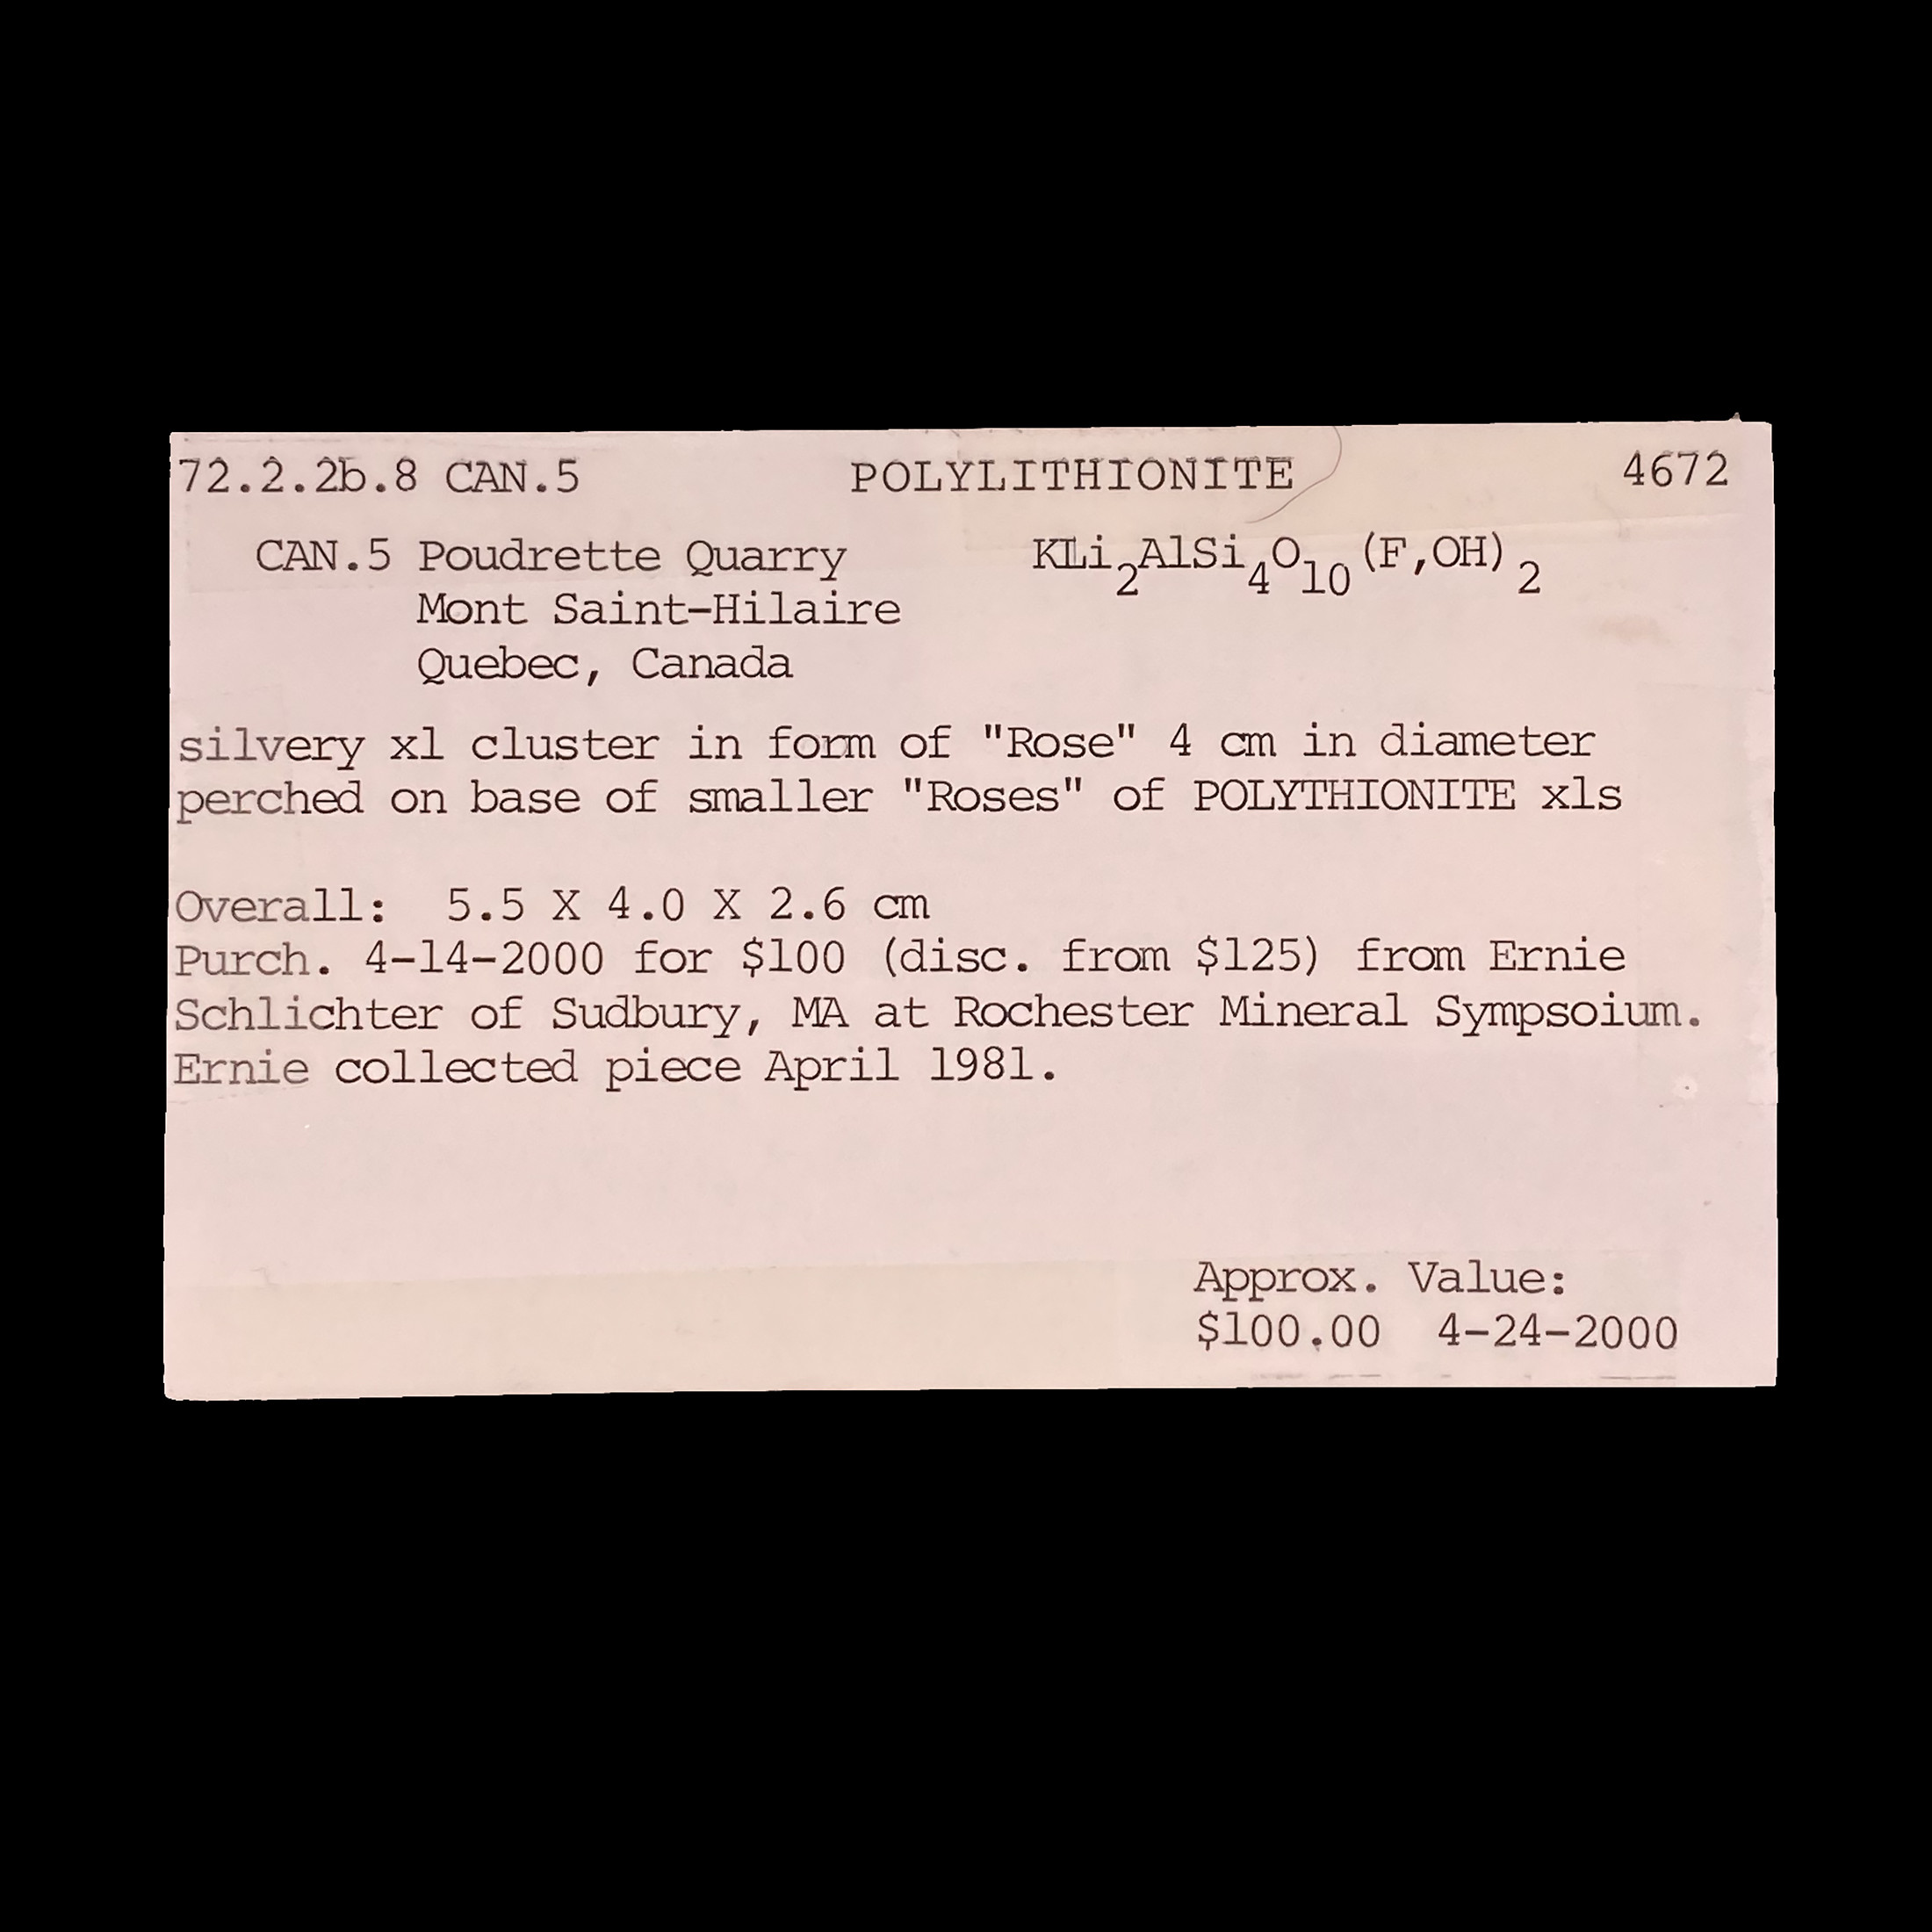 72.2.2b.8 CAN.5 POLYLITHIONITE 4672
CAN.5 Poudrette Quarry KLi₂AlSi₄O₁₀(F,OH)₂
Mont Saint-Hilaire
Quebec, Canada
silvery xl cluster in form of "Rose" 4 cm in diameter
perched on base of smaller "Roses" of POLYTHIONITE xls
Overall: 5.5 X 4.0 X 2.6 cm
Purch. 4-14-2000 for $100 (disc. from $125) from Ernie
Schlichter of Sudbury, MA at Rochester Mineral Sympsoium.
Ernie collected piece April 1981.
Approx. Value:
$100.00 4-24-2000